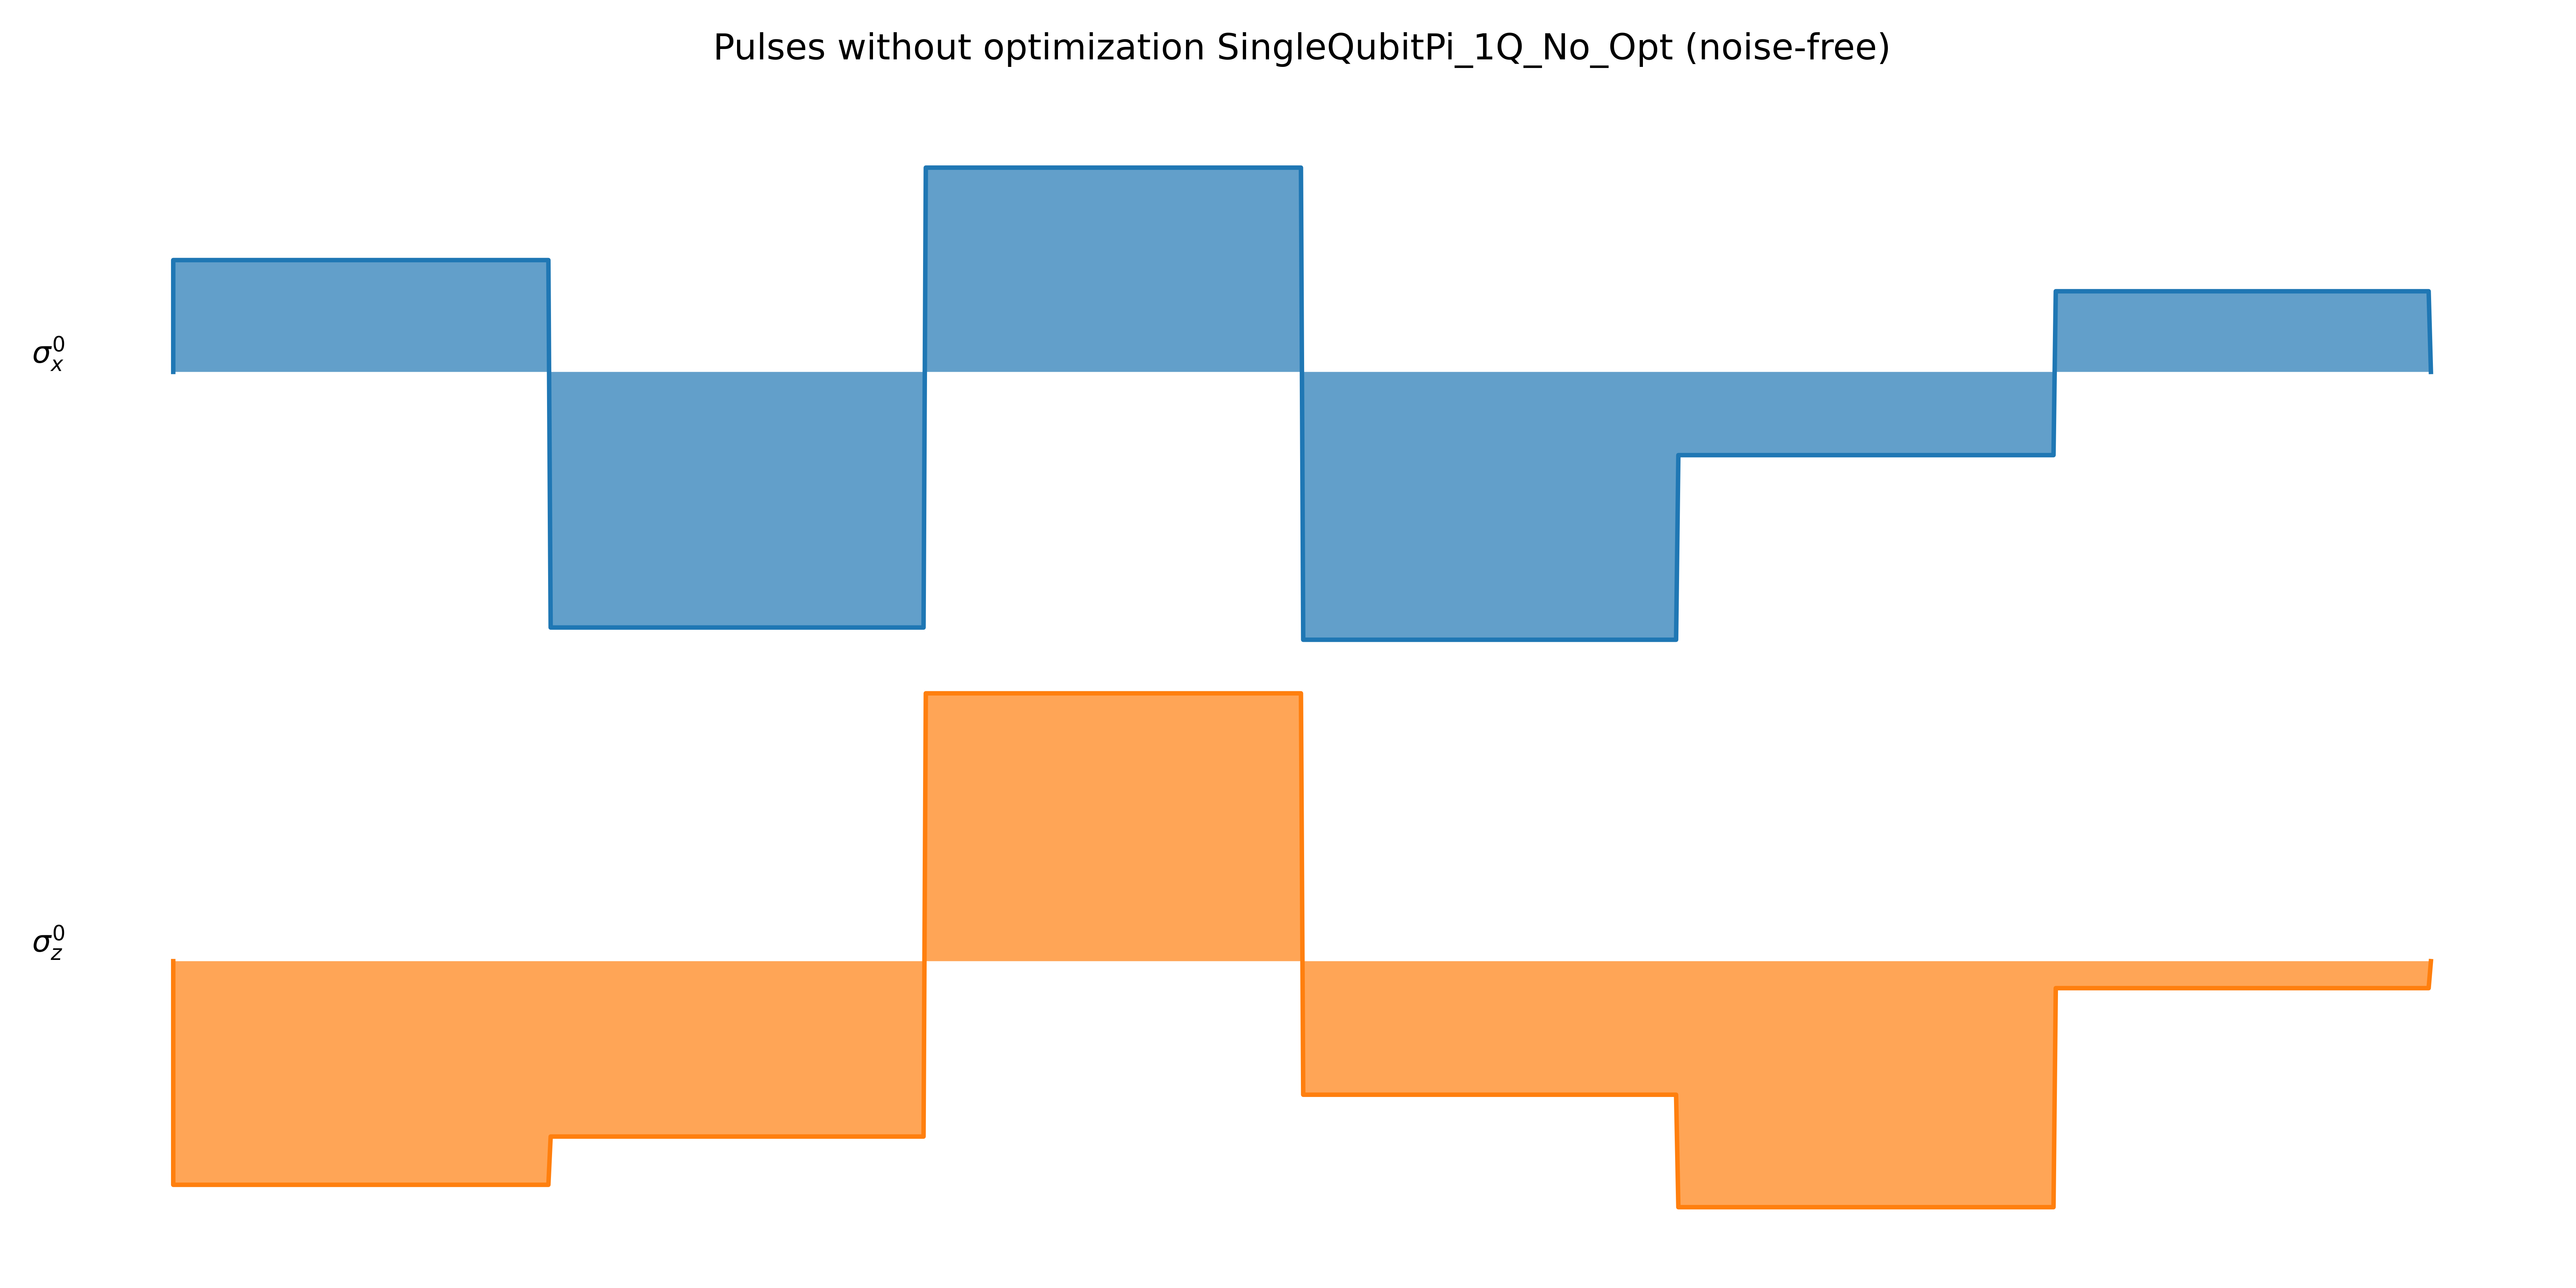 Pulses without optimization SingleQubitPi_1Q_No_Opt (noise-free)
σ_x^0
σ_z^0